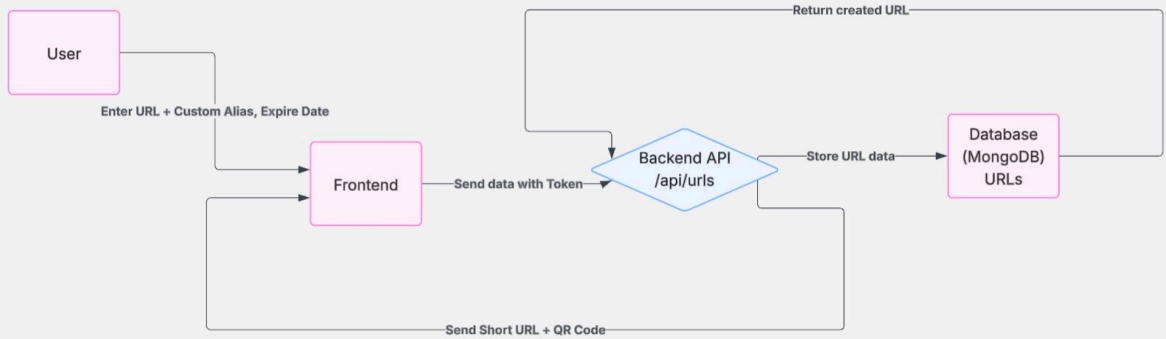 Return created URL
User
Enter URL + Custom Alias, Expire Date
Frontend
Send data with Token
Backend API
/api/urls
Store URL data
Database
(MongoDB)
URLs
Send Short URL + QR Code